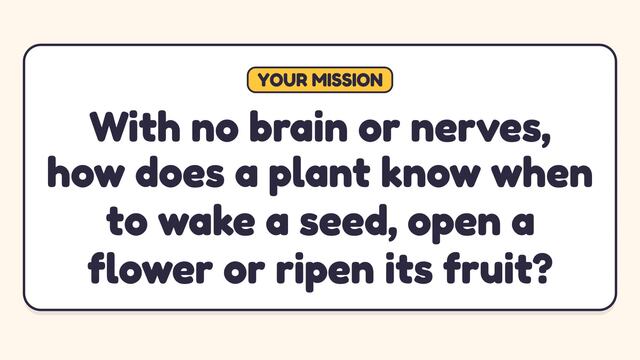 YOUR MISSION
With no brain or nerves,
how does a plant know when
to wake a seed, open a
flower or ripen its fruit?